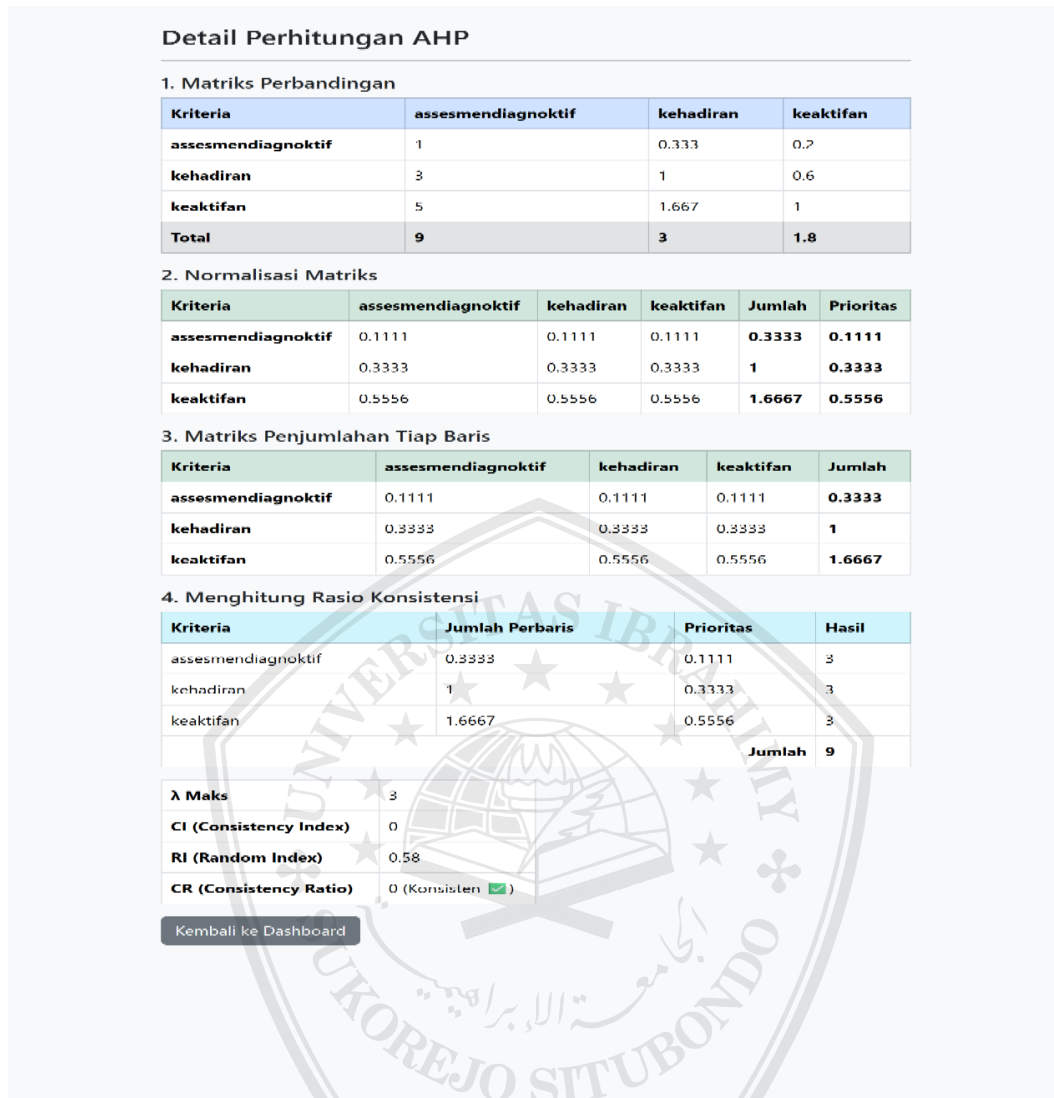 Detail Perhitungan AHP
1. Matriks Perbandingan
Kriteria assesmendiagnoktif kehadiran keaktifan
assesmendiagnoktif 1 0.333 0.2
kehadiran 3 1 0.6
keaktifan 5 1.667 1
Total 9 3 1.8
2. Normalisasi Matriks
Kriteria assesmendiagnoktif kehadiran keaktifan Jumlah Prioritas
assesmendiagnoktif 0.1111 0.1111 0.1111 0.3333 0.1111
kehadiran 0.3333 0.3333 0.3333 1 0.3333
keaktifan 0.5556 0.5556 0.5556 1.6667 0.5556
3. Matriks Penjumlahan Tiap Baris
Kriteria assesmendiagnoktif kehadiran keaktifan Jumlah
assesmendiagnoktif 0.1111 0.1111 0.1111 0.3333
kehadiran 0.3333 0.3333 0.3333 1
keaktifan 0.5556 0.5556 0.5556 1.6667
4. Menghitung Rasio Konsistensi
Kriteria Jumlah Perbaris Prioritas Hasil
assesmendiagnoktif 0.3333 0.1111 3
kehadiran 1 0.3333 3
keaktifan 1.6667 0.5556 3
Jumlah 9
λ Maks 3
CI (Consistency Index) 0
RI (Random Index) 0.58
CR (Consistency Ratio) 0 (Konsisten ✅)
Kembali ke Dashboard
UNIVERSITAS IBRAHIMY
SUKOREJO SITUBONDO